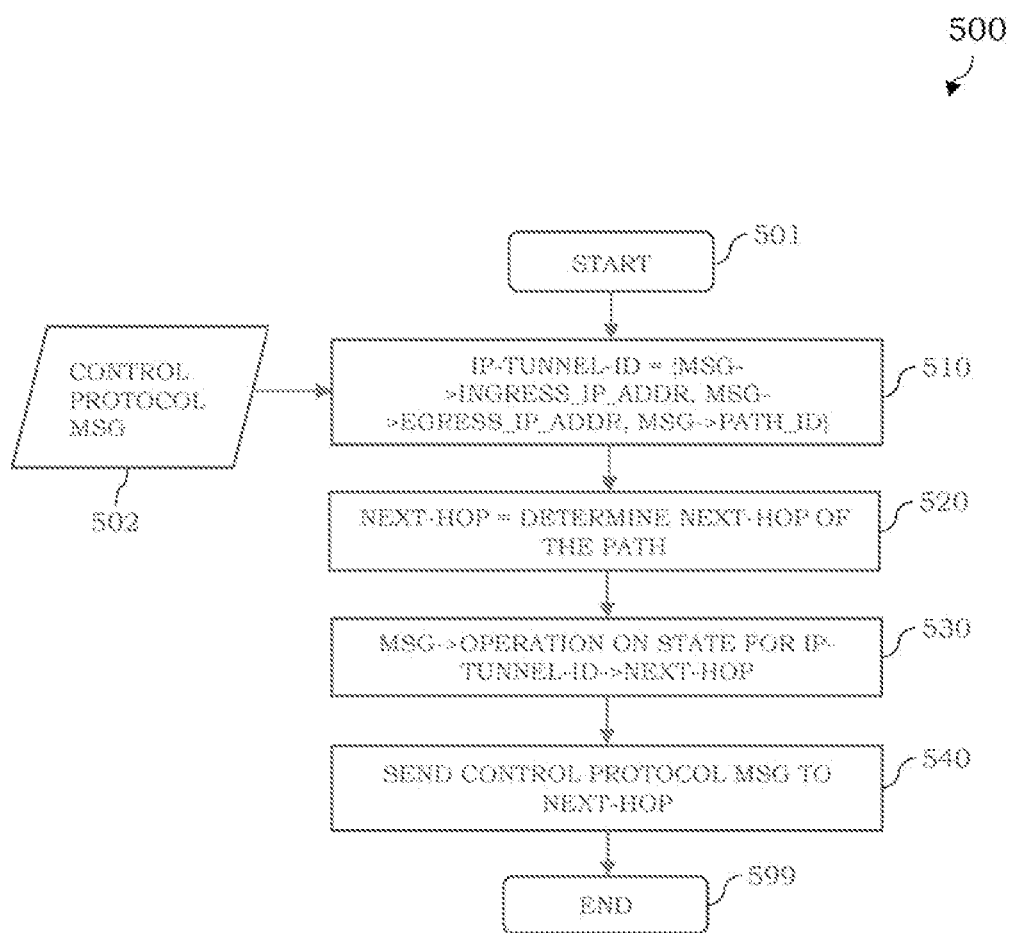 500
501
START
CONTROL
PROTOCOL
MSG
502
IP-TUNNEL-ID = {MSG-
>INGRESS_IP_ADDR, MSG-
>EGRESS_IP_ADDR, MSG->PATH_ID}
510
NEXT-HOP = DETERMINE NEXT-HOP OF
THE PATH
520
MSG->OPERATION ON STATE FOR IP-
TUNNEL-ID->NEXT-HOP
530
SEND CONTROL PROTOCOL MSG TO
NEXT-HOP
540
END
599